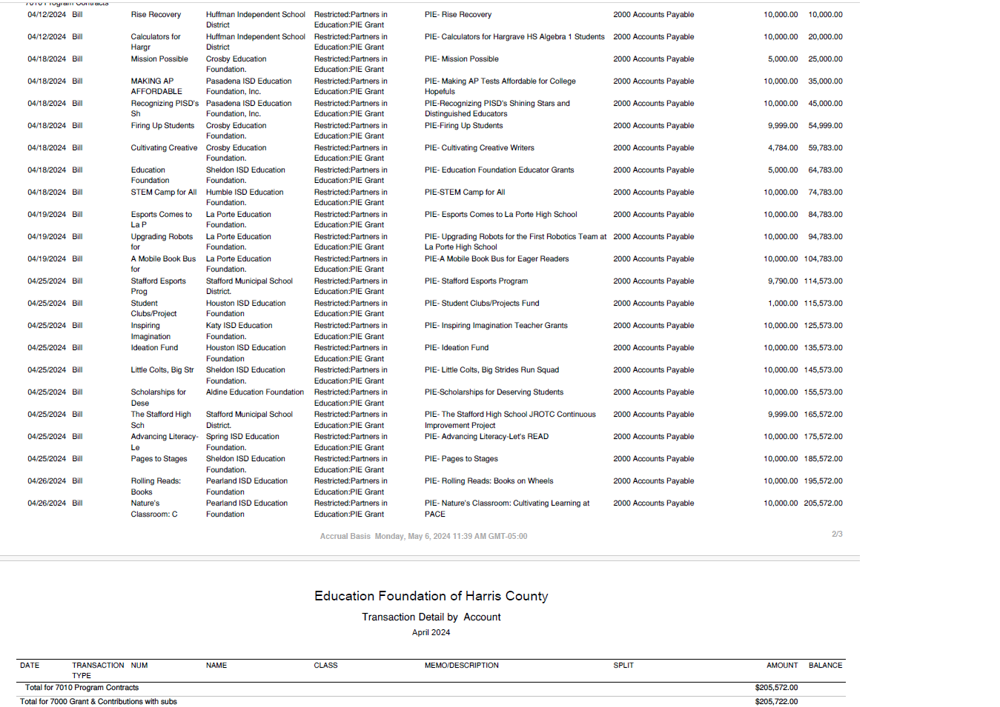 7010 Program Contracts
04/12/2024 Bill Rise Recovery Huffman Independent School Restricted:Partners in PIE- Rise Recovery 2000 Accounts Payable 10,000.00 10,000.00
District Education:PIE Grant
04/12/2024 Bill Calculators for Huffman Independent School Restricted:Partners in PIE- Calculators for Hargrave HS Algebra 1 Students 2000 Accounts Payable 10,000.00 20,000.00
Hargr District Education:PIE Grant
04/18/2024 Bill Mission Possible Crosby Education Restricted:Partners in PIE- Mission Possible 2000 Accounts Payable 5,000.00 25,000.00
Foundation. Education:PIE Grant
04/18/2024 Bill MAKING AP Pasadena ISD Education Restricted:Partners in PIE- Making AP Tests Affordable for College 2000 Accounts Payable 10,000.00 35,000.00
AFFORDABLE Foundation, Inc. Education:PIE Grant Hopefuls
04/18/2024 Bill Recognizing PISD's Pasadena ISD Education Restricted:Partners in PIE-Recognizing PISD's Shining Stars and 2000 Accounts Payable 10,000.00 45,000.00
Sh Foundation, Inc. Education:PIE Grant Distinguished Educators
04/18/2024 Bill Firing Up Students Crosby Education Restricted:Partners in PIE-Firing Up Students 2000 Accounts Payable 9,999.00 54,999.00
Foundation. Education:PIE Grant
04/18/2024 Bill Cultivating Creative Crosby Education Restricted:Partners in PIE- Cultivating Creative Writers 2000 Accounts Payable 4,784.00 59,783.00
Foundation. Education:PIE Grant
04/18/2024 Bill Education Sheldon ISD Education Restricted:Partners in PIE- Education Foundation Educator Grants 2000 Accounts Payable 5,000.00 64,783.00
Foundation Foundation. Education:PIE Grant
04/18/2024 Bill STEM Camp for All Humble ISD Education Restricted:Partners in PIE-STEM Camp for All 2000 Accounts Payable 10,000.00 74,783.00
Foundation. Education:PIE Grant
04/19/2024 Bill Esports Comes to La Porte Education Restricted:Partners in PIE- Esports Comes to La Porte High School 2000 Accounts Payable 10,000.00 84,783.00
La P Foundation. Education:PIE Grant
04/19/2024 Bill Upgrading Robots La Porte Education Restricted:Partners in PIE- Upgrading Robots for the First Robotics Team at 2000 Accounts Payable 10,000.00 94,783.00
for Foundation. Education:PIE Grant La Porte High School
04/19/2024 Bill A Mobile Book Bus La Porte Education Restricted:Partners in PIE-A Mobile Book Bus for Eager Readers 2000 Accounts Payable 10,000.00 104,783.00
for Foundation. Education:PIE Grant
04/25/2024 Bill Stafford Esports Stafford Municipal School Restricted:Partners in PIE- Stafford Esports Program 2000 Accounts Payable 9,790.00 114,573.00
Prog District. Education:PIE Grant
04/25/2024 Bill Student Houston ISD Education Restricted:Partners in PIE- Student Clubs/Projects Fund 2000 Accounts Payable 1,000.00 115,573.00
Clubs/Project Foundation Education:PIE Grant
04/25/2024 Bill Inspiring Katy ISD Education Restricted:Partners in PIE- Inspiring Imagination Teacher Grants 2000 Accounts Payable 10,000.00 125,573.00
Imagination Foundation. Education:PIE Grant
04/25/2024 Bill Ideation Fund Houston ISD Education Restricted:Partners in PIE- Ideation Fund 2000 Accounts Payable 10,000.00 135,573.00
Foundation Education:PIE Grant
04/25/2024 Bill Little Colts, Big Str Sheldon ISD Education Restricted:Partners in PIE- Little Colts, Big Strides Run Squad 2000 Accounts Payable 10,000.00 145,573.00
Foundation. Education:PIE Grant
04/25/2024 Bill Scholarships for Aldine Education Foundation Restricted:Partners in PIE-Scholarships for Deserving Students 2000 Accounts Payable 10,000.00 155,573.00
Dese Education:PIE Grant
04/25/2024 Bill The Stafford High Stafford Municipal School Restricted:Partners in PIE- The Stafford High School JROTC Continuous 2000 Accounts Payable 9,999.00 165,572.00
Sch District. Education:PIE Grant Improvement Project
04/25/2024 Bill Advancing Literacy- Spring ISD Education Restricted:Partners in PIE- Advancing Literacy-Let's READ 2000 Accounts Payable 10,000.00 175,572.00
Le Foundation. Education:PIE Grant
04/25/2024 Bill Pages to Stages Sheldon ISD Education Restricted:Partners in PIE- Pages to Stages 2000 Accounts Payable 10,000.00 185,572.00
Foundation. Education:PIE Grant
04/26/2024 Bill Rolling Reads: Pearland ISD Education Restricted:Partners in PIE- Rolling Reads: Books on Wheels 2000 Accounts Payable 10,000.00 195,572.00
Books Foundation Education:PIE Grant
04/26/2024 Bill Nature's Pearland ISD Education Restricted:Partners in PIE- Nature's Classroom: Cultivating Learning at 2000 Accounts Payable 10,000.00 205,572.00
Classroom: C Foundation Education:PIE Grant PACE
Accrual Basis Monday, May 6, 2024 11:39 AM GMT-05:00 2/3
Education Foundation of Harris County
Transaction Detail by Account
April 2024
DATE TRANSACTION NUM NAME CLASS MEMO/DESCRIPTION SPLIT AMOUNT BALANCE
TYPE
Total for 7010 Program Contracts $205,572.00
Total for 7000 Grant & Contributions with subs $205,722.00